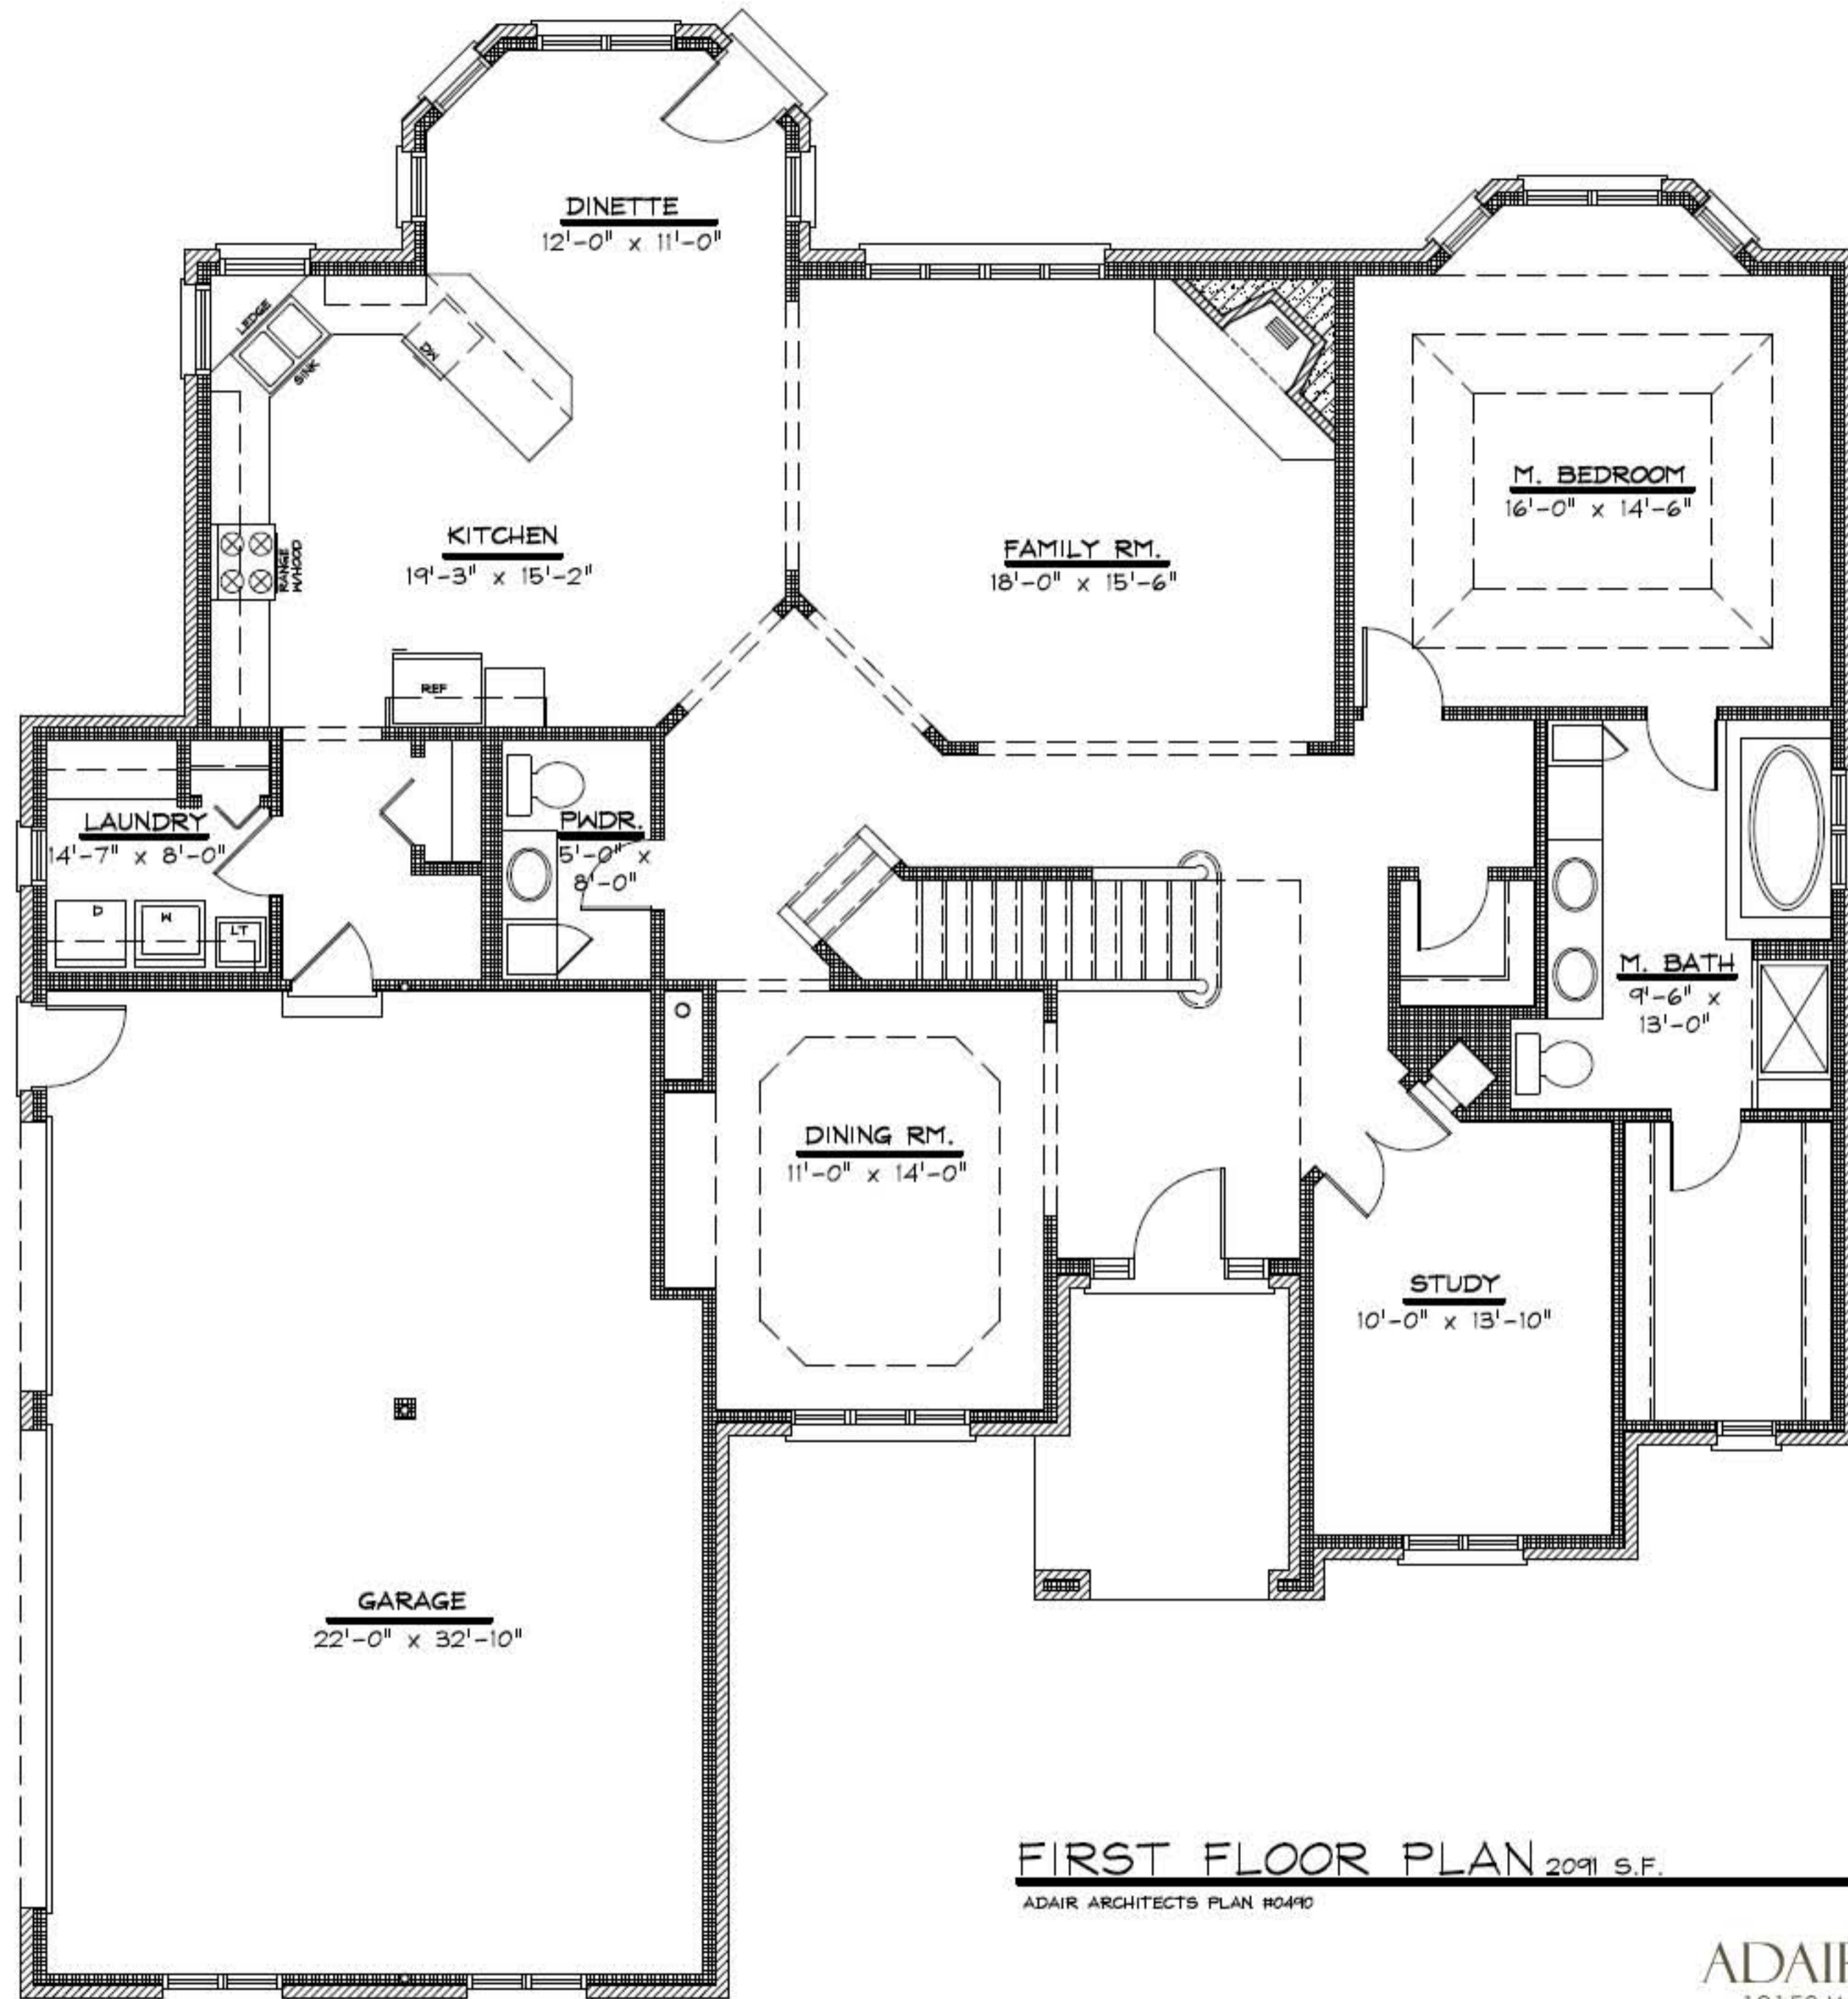 DINETTE
12'-0" x 11'-0"
LEDGE
SINK
DW
M. BEDROOM
16'-0" x 14'-6"
KITCHEN
19'-3" x 15'-2"
RANGE
W/HOOD
FAMILY RM.
18'-0" x 15'-6"
REF
LAUNDRY
14'-7" x 8'-0"
PWDR.
5'-0" x
8'-0"
D
W
LT
M. BATH
9'-6" x
13'-0"
DINING RM.
11'-0" x 14'-0"
STUDY
10'-0" x 13'-10"
GARAGE
22'-0" x 32'-10"
FIRST FLOOR PLAN 2091 S.F.
ADAIR ARCHITECTS PLAN #0490
ADAIR